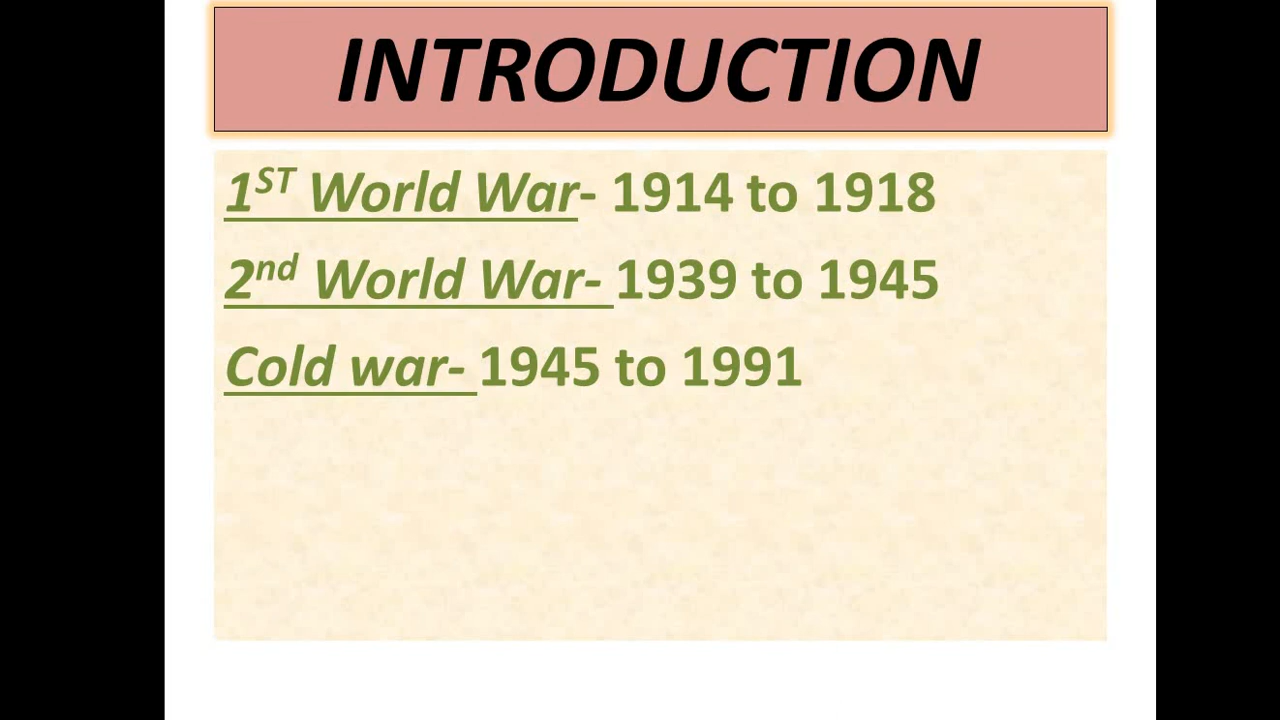 INTRODUCTION
1ST World War- 1914 to 1918
2nd World War- 1939 to 1945
Cold war- 1945 to 1991